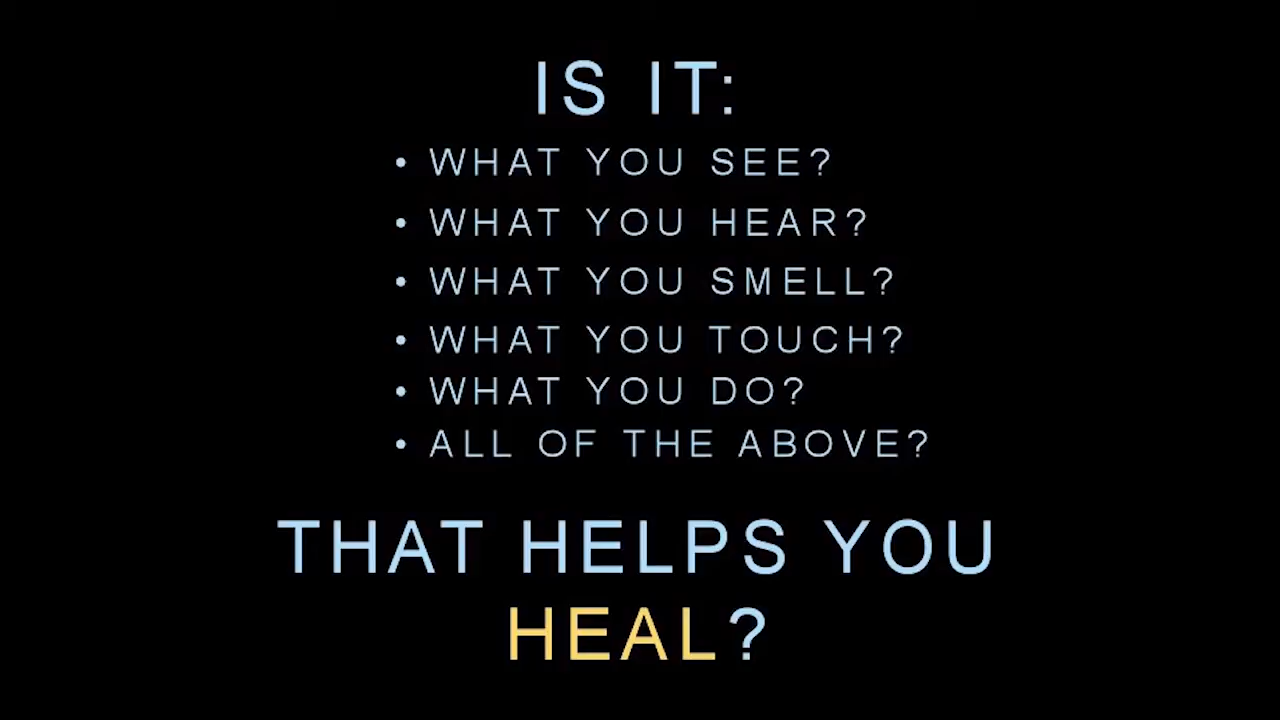 IS IT:
• WHAT YOU SEE?
• WHAT YOU HEAR?
• WHAT YOU SMELL?
• WHAT YOU TOUCH?
• WHAT YOU DO?
• ALL OF THE ABOVE?
THAT HELPS YOU
HEAL?